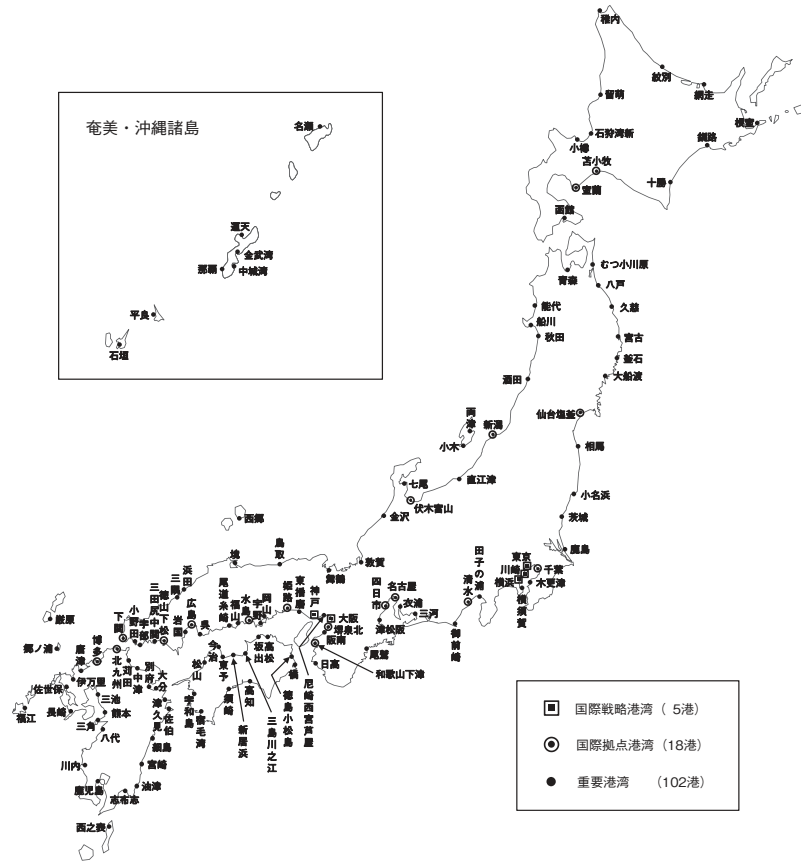 稚内
紋別
網走
留萌
根室
石狩湾新
小樽
釧路
苫小牧
十勝
室蘭
函館
奄美・沖縄諸島
名瀬
運天
金武湾
那覇
中城湾
平良
石垣
むつ小川原
青森
八戸
能代
久慈
船川
秋田
宮古
釜石
大船渡
酒田
仙台塩釜
両津
新潟
小木
相馬
直江津
七尾
伏木富山
小名浜
金沢
茨城
西郷
鹿島
敦賀
鳥取
境
舞鶴
田子の浦
清水
東京
川崎
千葉
横浜
木更津
横須賀
名古屋
四日市
衣浦
三河
津松阪
御前崎
尾鷲
浜田
三隅
東播磨
姫路
神戸
大阪
堺泉北
阪南
和歌山下津
日高
岡山
宇野
水島
福山
尾道糸崎
呉
広島
岩国
徳山下松
三田尻中関
宇部
小野田
下関
厳原
郷ノ浦
博多
唐津
北九州
苅田
中津
別府
大分
津久見
佐伯
伊万里
佐世保
福江
長崎
三池
熊本
三角
八代
細島
宮崎
川内
鹿児島
志布志
油津
西之表
今治
松山
東予
宇和島
宿毛湾
須崎
高知
坂出
高松
橘
徳島小松島
尼崎西宮芦屋
三島川之江
新居浜
国際戦略港湾（ 5港）
国際拠点港湾（18港）
重要港湾 （102港）